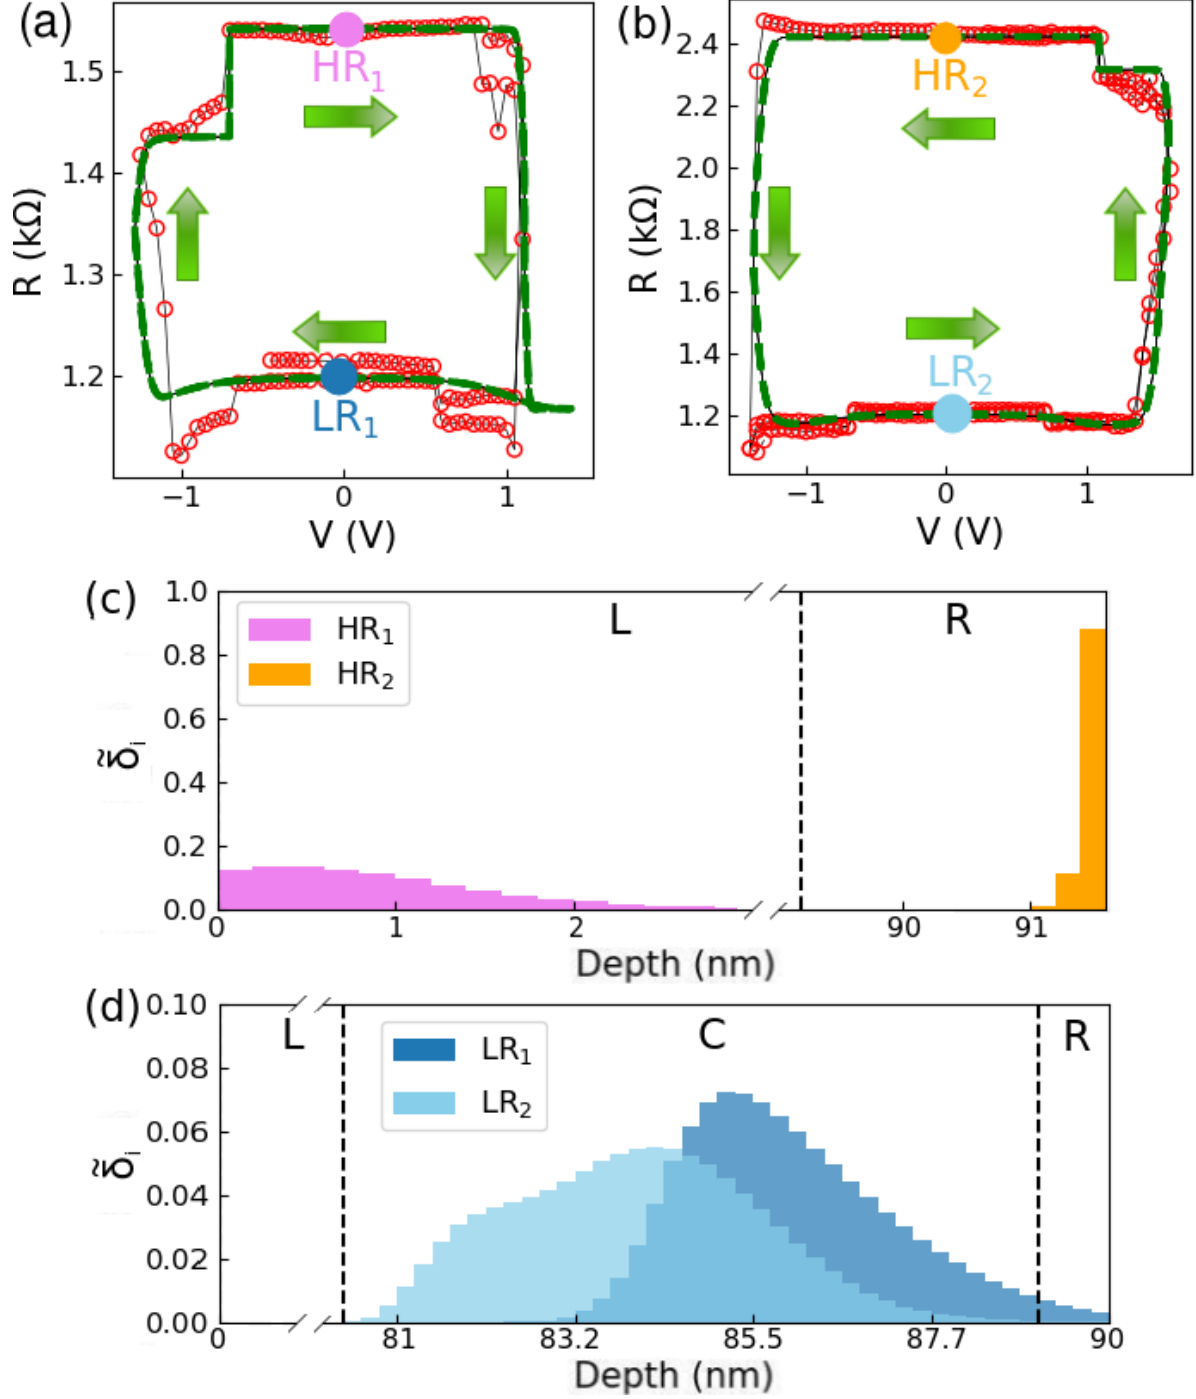 (a)
R (kΩ)
1.5
1.4
1.3
1.2
HR₁
LR₁
−1 0 1
V (V)
(b)
R (kΩ)
2.4
2.2
2.0
1.8
1.6
1.4
1.2
HR₂
LR₂
−1 0 1
V (V)
(c)
δ̃ᵢ
1.0
0.8
0.6
0.4
0.2
0.0
HR₁
HR₂
L R
0 1 2 90 91
Depth (nm)
(d)
δ̃ᵢ
0.10
0.08
0.06
0.04
0.02
0.00
L C R
LR₁
LR₂
0 81 83.2 85.5 87.7 90
Depth (nm)